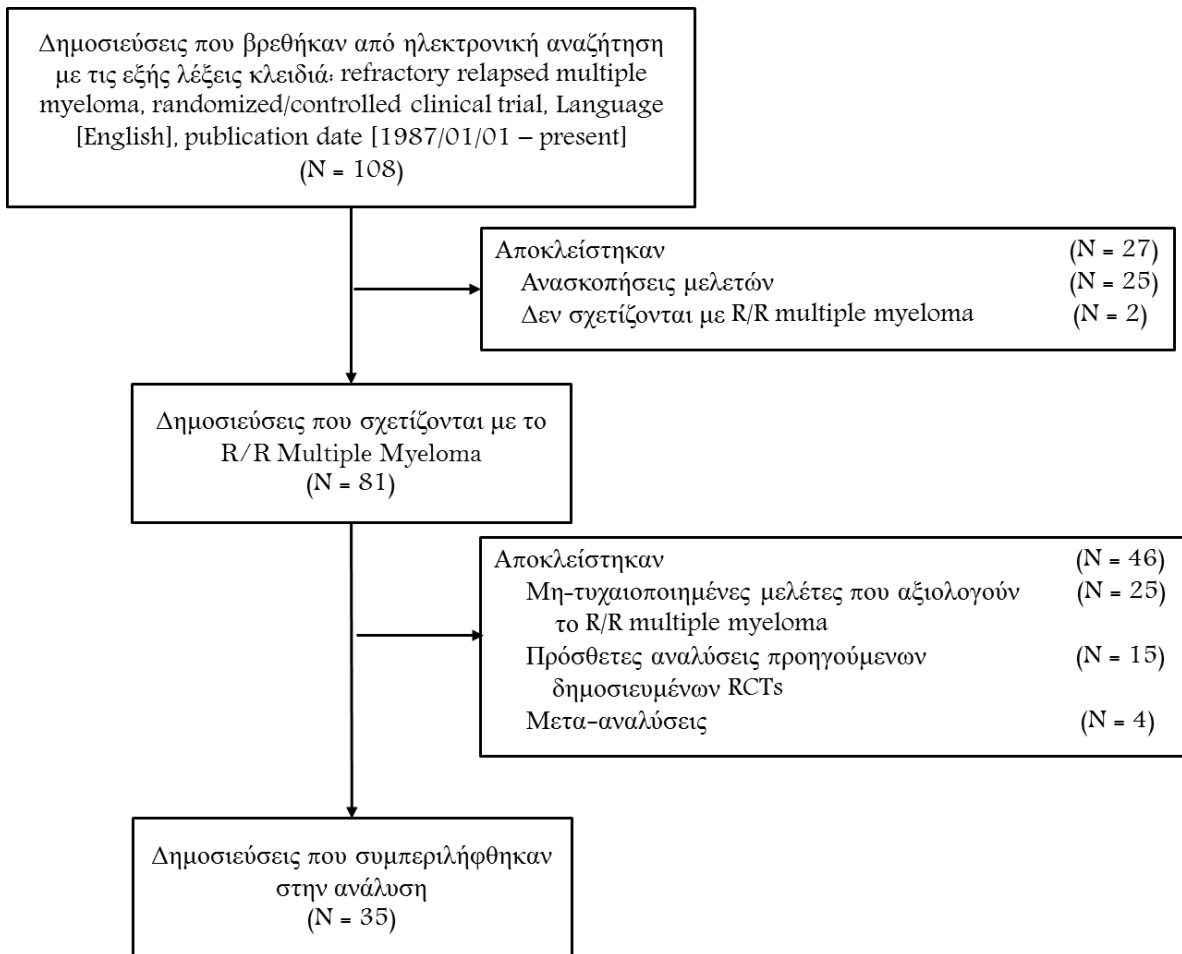 Δημοσιεύσεις που βρεθήκαν από ηλεκτρονική αναζήτηση
με τις εξής λέξεις κλειδιά: refractory relapsed multiple
myeloma, randomized/controlled clinical trial, Language
[English], publication date [1987/01/01 – present]
(N = 108)
Αποκλείστηκαν (N = 27)
Ανασκοπήσεις μελετών (N = 25)
Δεν σχετίζονται με R/R multiple myeloma (N = 2)
Δημοσιεύσεις που σχετίζονται με το
R/R Multiple Myeloma
(N = 81)
Αποκλείστηκαν (N = 46)
Μη-τυχαιοποιημένες μελέτες που αξιολογούν (N = 25)
το R/R multiple myeloma
Πρόσθετες αναλύσεις προηγούμενων (N = 15)
δημοσιευμένων RCTs
Μετα-αναλύσεις (N = 4)
Δημοσιεύσεις που συμπεριλήφθηκαν
στην ανάλυση
(N = 35)